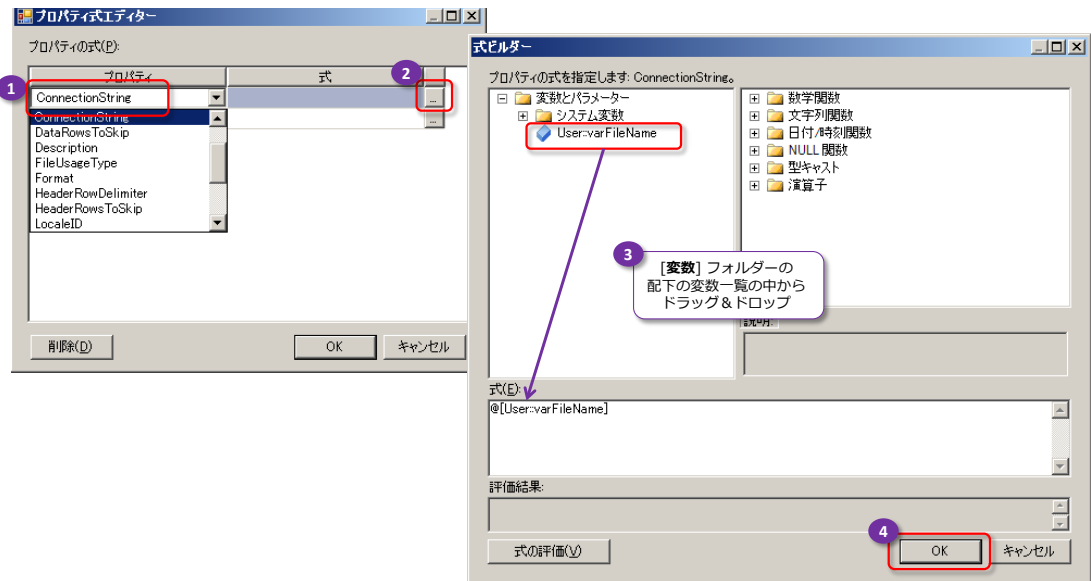 プロパティ式エディター
プロパティの式(P):
1
プロパティ
式
2
ConnectionString
...
ConnectionString
...
DataRowsToSkip
Description
FileUsageType
Format
HeaderRowDelimiter
HeaderRowsToSkip
LocaleID
削除(D)
OK
キャンセル
式ビルダー
プロパティの式を指定します: ConnectionString。
変数とパラメーター
システム変数
User::varFileName
数学関数
文字列関数
日付/時刻関数
NULL 関数
型キャスト
演算子
3
[変数] フォルダーの
配下の変数一覧の中から
ドラッグ＆ドロップ
説明:
式(E):
@[User::varFileName]
評価結果:
4
式の評価(V)
OK
キャンセル